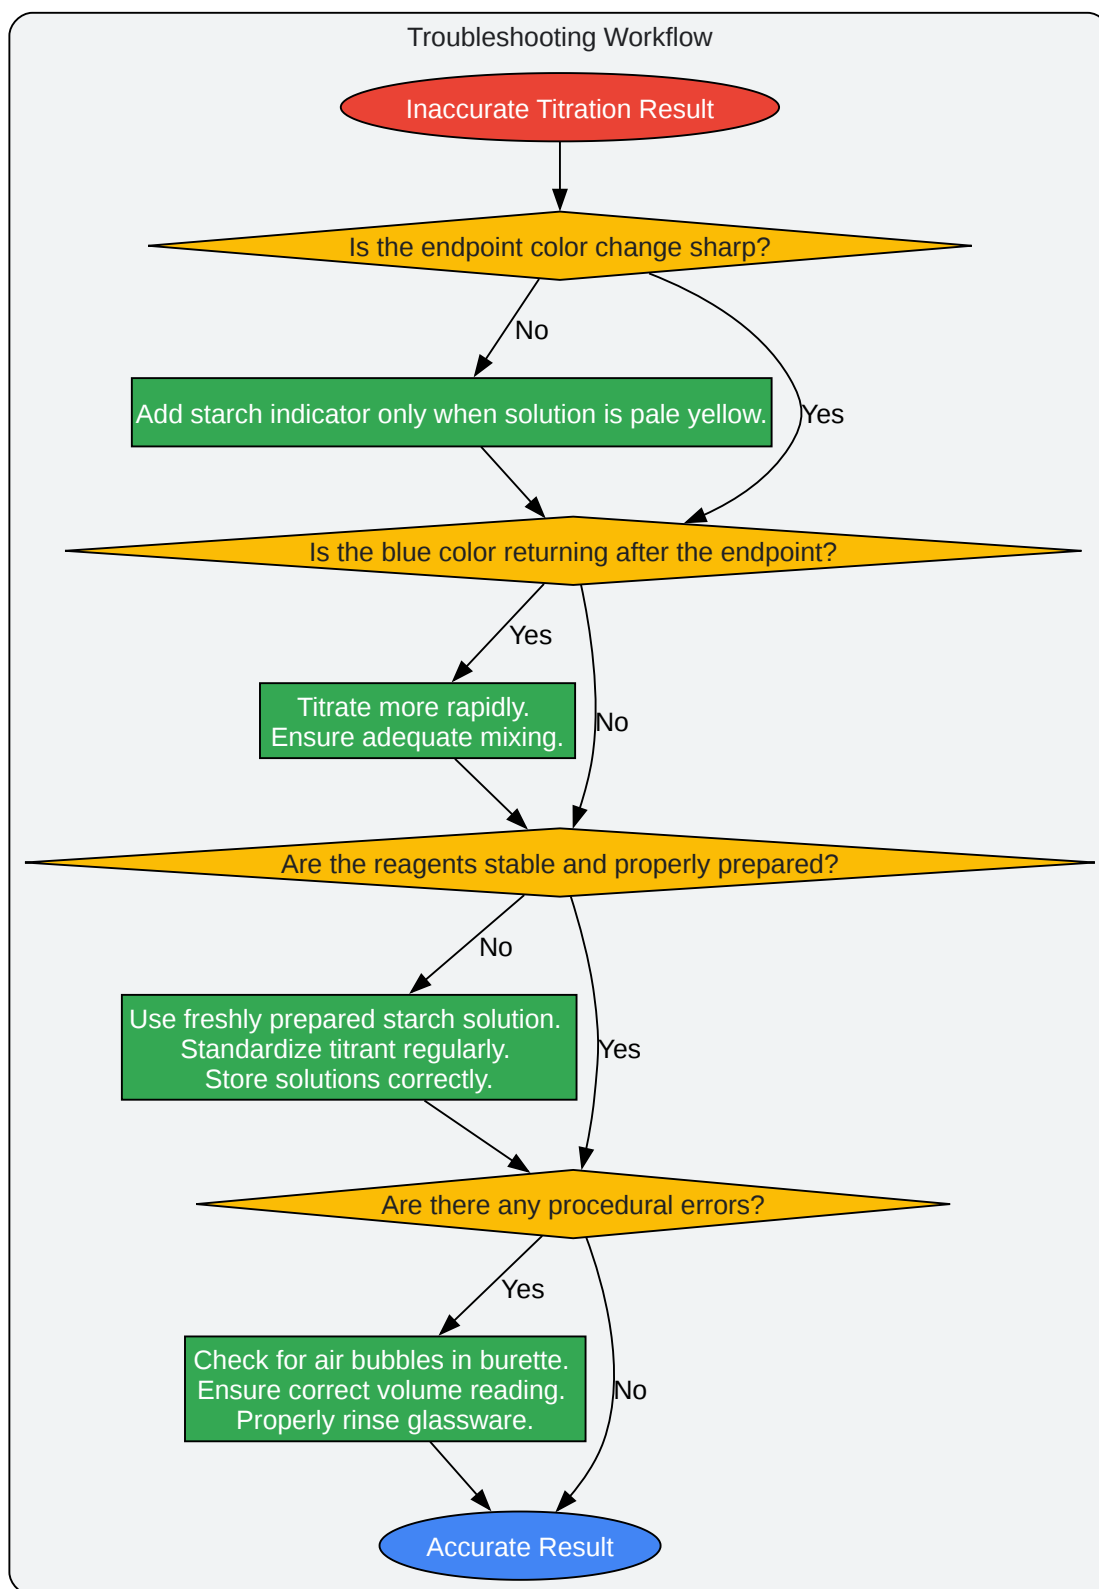 Troubleshooting Workflow
Inaccurate Titration Result
Is the endpoint color change sharp?
No
Add starch indicator only when solution is pale yellow.
Yes
Is the blue color returning after the endpoint?
Yes
Titrate more rapidly.
Ensure adequate mixing.
No
Are the reagents stable and properly prepared?
No
Use freshly prepared starch solution.
Standardize titrant regularly.
Store solutions correctly.
Yes
Are there any procedural errors?
Yes
Check for air bubbles in burette.
Ensure correct volume reading.
Properly rinse glassware.
No
Accurate Result